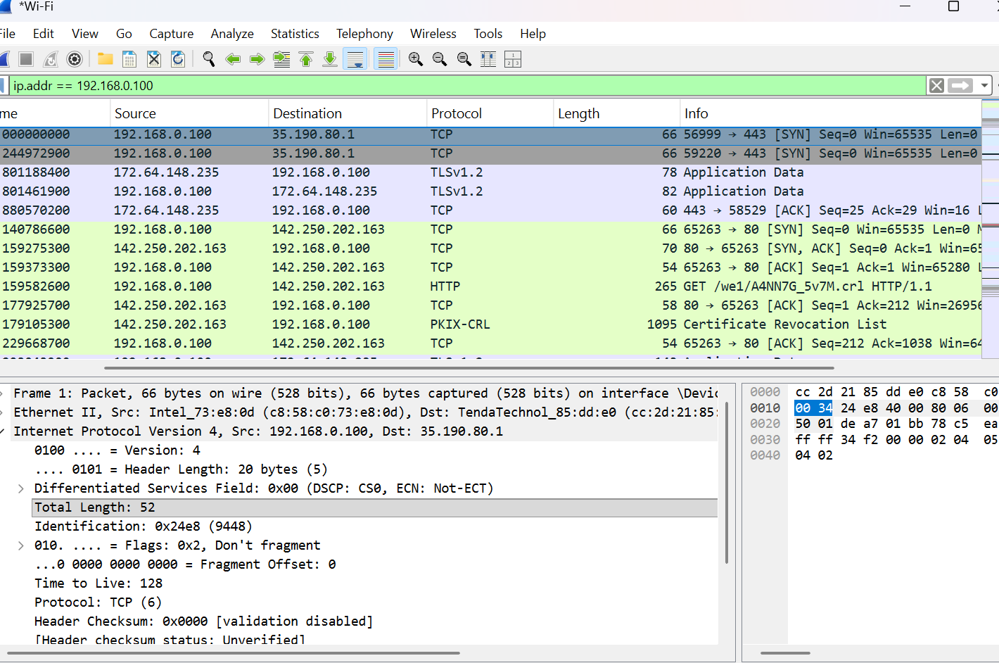 *Wi-Fi
File Edit View Go Capture Analyze Statistics Telephony Wireless Tools Help
ip.addr == 192.168.0.100
me Source Destination Protocol Length Info
000000000 192.168.0.100 35.190.80.1 TCP 66 56999 → 443 [SYN] Seq=0 Win=65535 Len=0
244972900 192.168.0.100 35.190.80.1 TCP 66 59220 → 443 [SYN] Seq=0 Win=65535 Len=0
801188400 172.64.148.235 192.168.0.100 TLSv1.2 78 Application Data
801461900 192.168.0.100 172.64.148.235 TLSv1.2 82 Application Data
880570200 172.64.148.235 192.168.0.100 TCP 60 443 → 58529 [ACK] Seq=25 Ack=29 Win=16 L
140786600 192.168.0.100 142.250.202.163 TCP 66 65263 → 80 [SYN] Seq=0 Win=65535 Len=0 M
159275300 142.250.202.163 192.168.0.100 TCP 70 80 → 65263 [SYN, ACK] Seq=0 Ack=1 Win=65
159373300 192.168.0.100 142.250.202.163 TCP 54 65263 → 80 [ACK] Seq=1 Ack=1 Win=65280 L
159582600 192.168.0.100 142.250.202.163 HTTP 265 GET /we1/A4NN7G_5v7M.crl HTTP/1.1
177925700 142.250.202.163 192.168.0.100 TCP 58 80 → 65263 [ACK] Seq=1 Ack=212 Win=26956
179105300 142.250.202.163 192.168.0.100 PKIX-CRL 1095 Certificate Revocation List
229668700 192.168.0.100 142.250.202.163 TCP 54 65263 → 80 [ACK] Seq=212 Ack=1038 Win=64
Frame 1: Packet, 66 bytes on wire (528 bits), 66 bytes captured (528 bits) on interface \Devic
Ethernet II, Src: Intel_73:e8:0d (c8:58:c0:73:e8:0d), Dst: TendaTechnol_85:dd:e0 (cc:2d:21:85:
Internet Protocol Version 4, Src: 192.168.0.100, Dst: 35.190.80.1
0100 .... = Version: 4
.... 0101 = Header Length: 20 bytes (5)
Differentiated Services Field: 0x00 (DSCP: CS0, ECN: Not-ECT)
Total Length: 52
Identification: 0x24e8 (9448)
010. .... = Flags: 0x2, Don't fragment
...0 0000 0000 0000 = Fragment Offset: 0
Time to Live: 128
Protocol: TCP (6)
Header Checksum: 0x0000 [validation disabled]
[Header checksum status: Unverified]
0000 cc 2d 21 85 dd e0 c8 58 c0
0010 00 34 24 e8 40 00 80 06 00
0020 50 01 de a7 01 bb 78 c5 ea
0030 ff ff 34 f2 00 00 02 04 05
0040 04 02